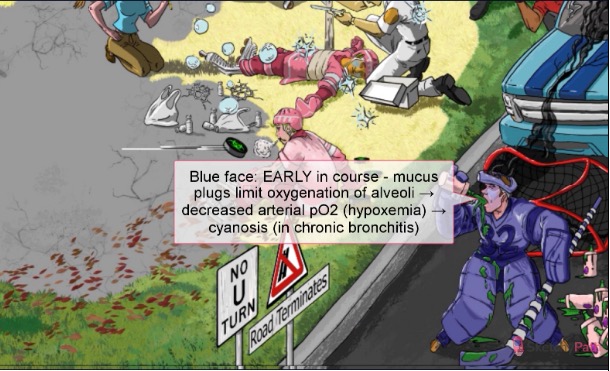 Blue face: EARLY in course - mucus
plugs limit oxygenation of alveoli →
decreased arterial pO2 (hypoxemia) →
cyanosis (in chronic bronchitis)
NO
U
TURN
Road Terminates